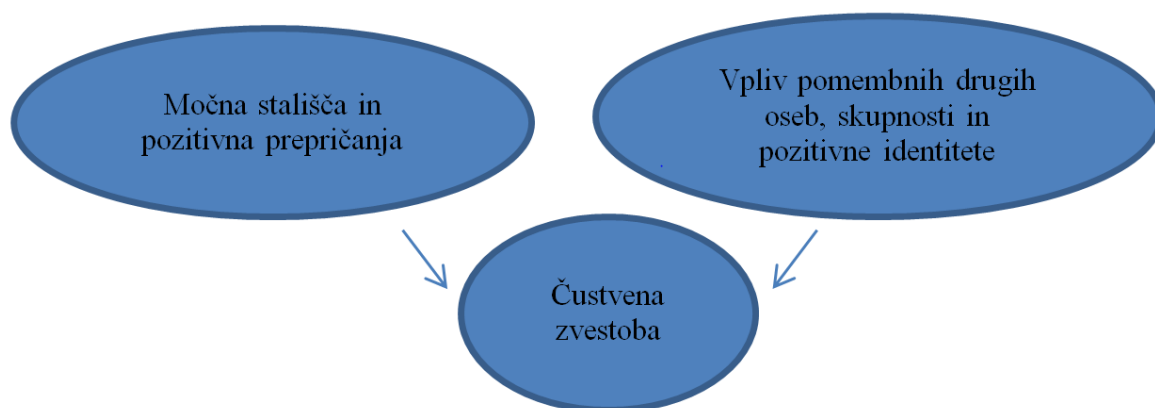 Močna stališča in
pozitivna prepričanja
Vpliv pomembnih drugih
oseb, skupnosti in
pozitivne identitete
Čustvena
zvestoba